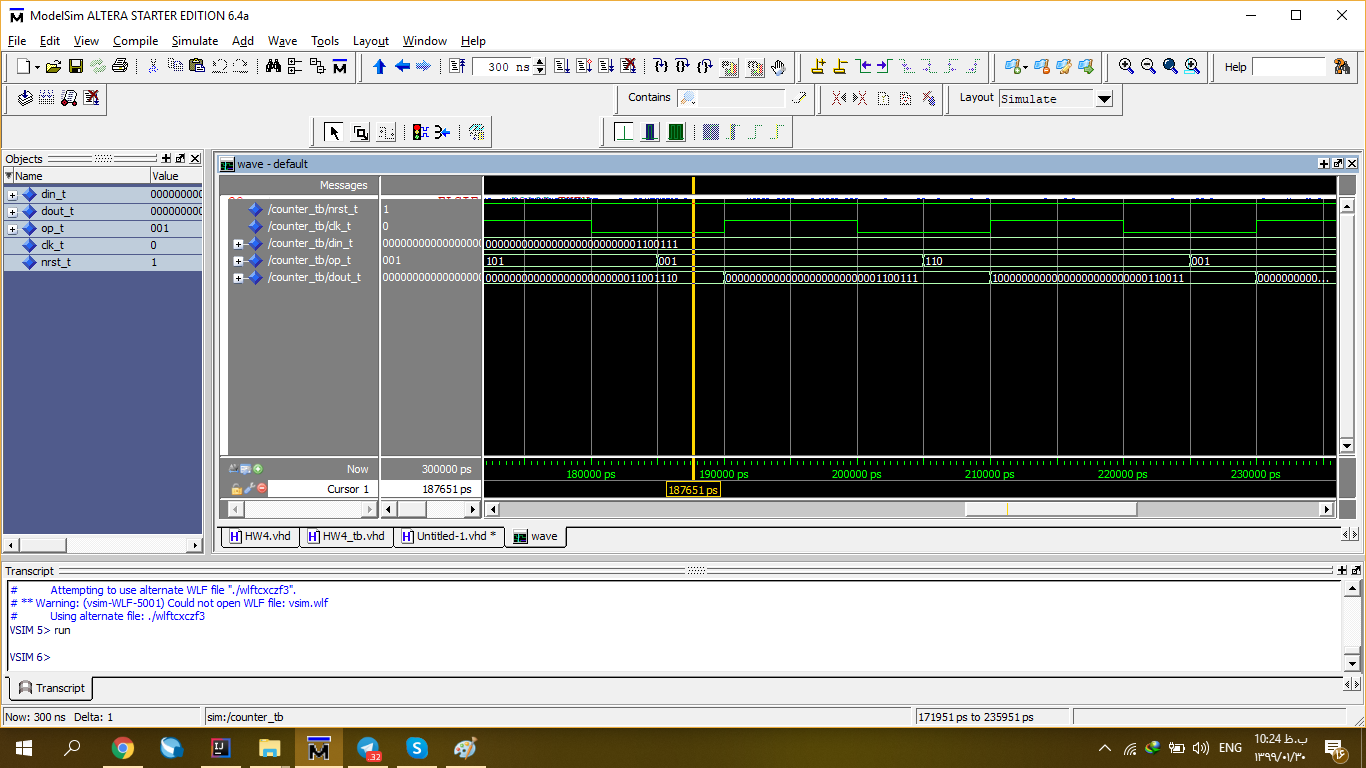 ModelSim ALTERA STARTER EDITION 6.4a
File Edit View Compile Simulate Add Wave Tools Layout Window Help
300 ns
Help
Contains
Layout Simulate
Objects
wave - default
Name Value
Messages
din_t 000000000
dout_t 000000000
op_t 001
clk_t 0
nrst_t 1
/counter_tb/nrst_t 1
/counter_tb/clk_t 0
/counter_tb/din_t
/counter_tb/op_t 001 101 001 110 001
/counter_tb/dout_t
Now 300000 ps
180000 ps 190000 ps 200000 ps 210000 ps 220000 ps 230000 ps
Cursor 1 187651 ps
187651 ps
HW4.vhd HW4_tb.vhd Untitled-1.vhd * wave
Transcript
# Attempting to use alternate WLF file "./wlftcxczf3".
# ** Warning: (vsim-WLF-5001) Could not open WLF file: vsim.wlf
# Using alternate file: ./wlftcxczf3
VSIM 5> run
VSIM 6>
Transcript
Now: 300 ns Delta: 1
sim:/counter_tb
171951 ps to 235951 ps
.32
ENG
10:24 ب.ظ
۱۳۹۹/۰۱/۳۰